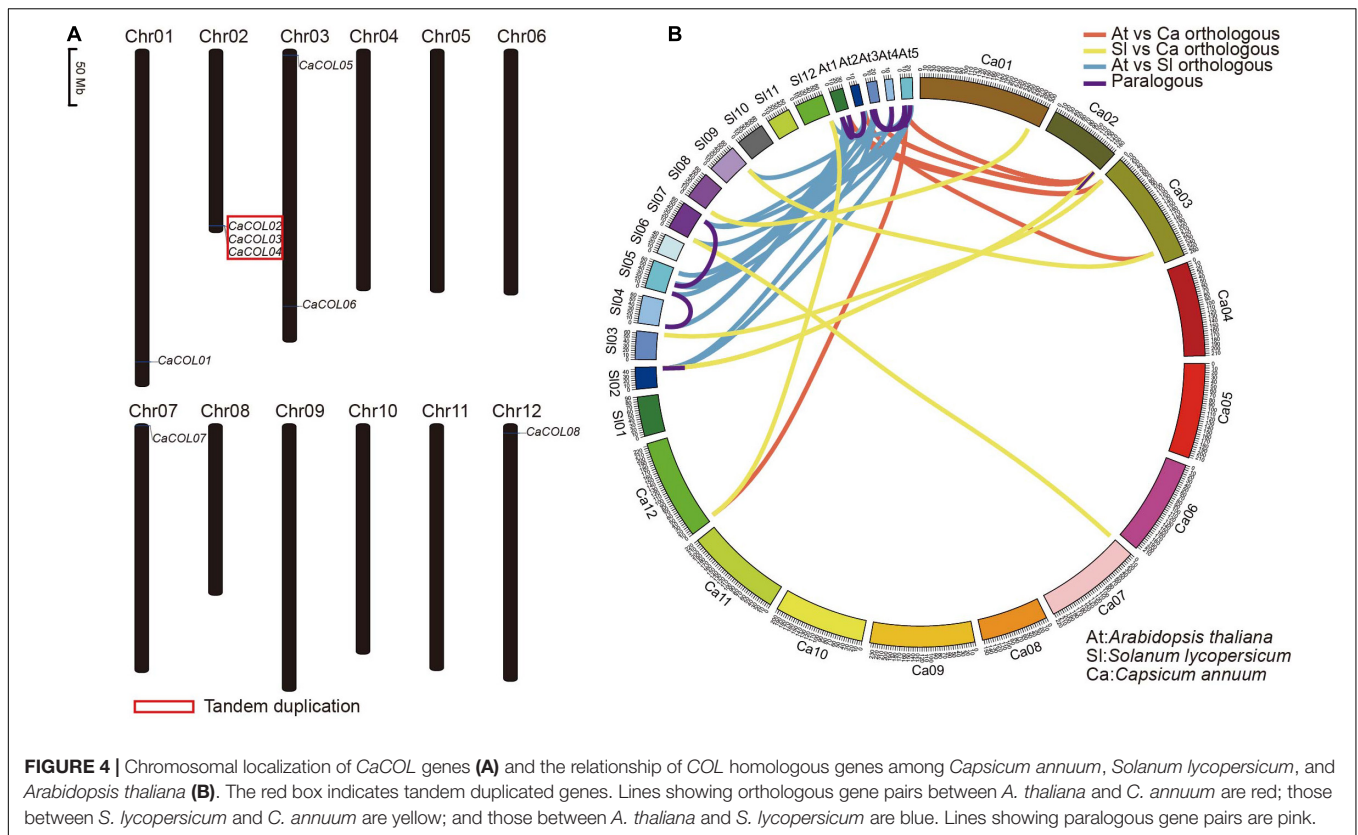 A
Chr01 Chr02 Chr03 Chr04 Chr05 Chr06
50 Mb
CaCOL05
CaCOL02
CaCOL03
CaCOL04
CaCOL06
CaCOL01
Chr07 Chr08 Chr09 Chr10 Chr11 Chr12
CaCOL07
CaCOL08
Tandem duplication
B
At vs Ca orthologous
Sl vs Ca orthologous
At vs Sl orthologous
Paralogous
Ca01
Ca02
Ca03
Ca04
Ca05
Ca06
Ca07
Ca08
Ca09
Ca10
Ca11
Ca12
Sl01
Sl02
Sl03
Sl04
Sl05
Sl06
Sl07
Sl08
Sl09
Sl10
Sl11
Sl12
At1
At2
At3
At4
At5
At:Arabidopsis thaliana
Sl:Solanum lycopersicum
Ca:Capsicum annuum
FIGURE 4 | Chromosomal localization of CaCOL genes (A) and the relationship of COL homologous genes among Capsicum annuum, Solanum lycopersicum, and
Arabidopsis thaliana (B). The red box indicates tandem duplicated genes. Lines showing orthologous gene pairs between A. thaliana and C. annuum are red; those
between S. lycopersicum and C. annuum are yellow; and those between A. thaliana and S. lycopersicum are blue. Lines showing paralogous gene pairs are pink.